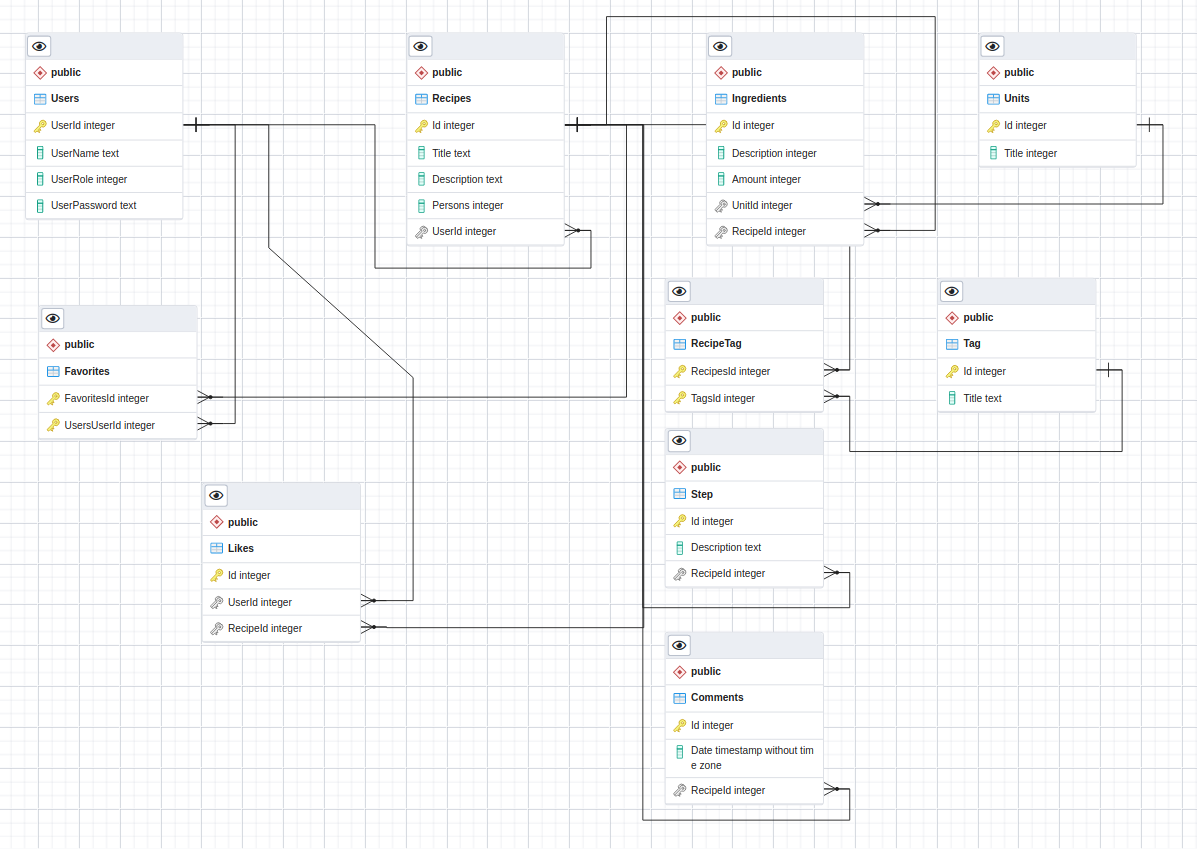 public
Users
UserId integer
UserName text
UserRole integer
UserPassword text
public
Recipes
Id integer
Title text
Description text
Persons integer
UserId integer
public
Ingredients
Id integer
Description integer
Amount integer
UnitId integer
RecipeId integer
public
Units
Id integer
Title integer
public
Favorites
FavoritesId integer
UsersUserId integer
public
RecipeTag
RecipesId integer
TagsId integer
public
Tag
Id integer
Title text
public
Likes
Id integer
UserId integer
RecipeId integer
public
Step
Id integer
Description text
RecipeId integer
public
Comments
Id integer
Date timestamp without tim
e zone
RecipeId integer